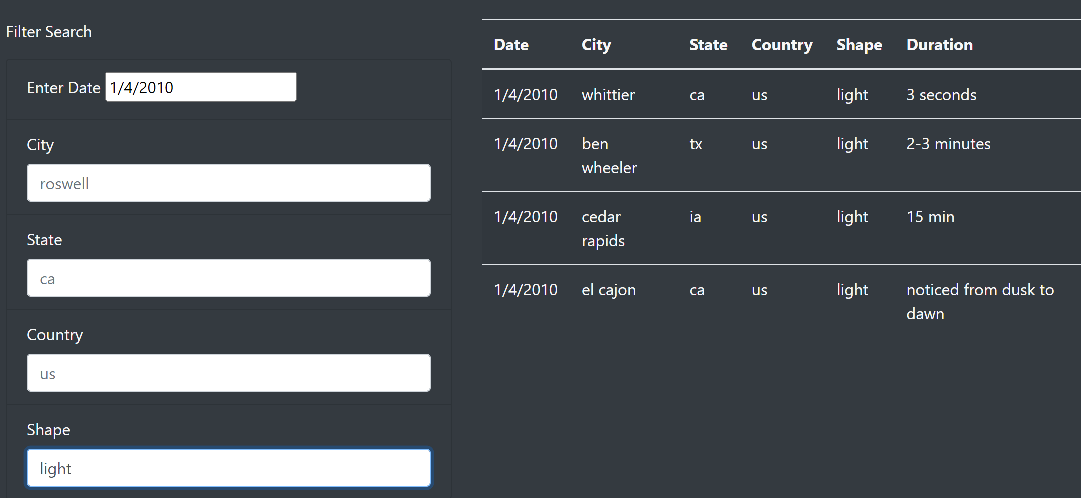 Filter Search
Enter Date 1/4/2010
City
roswell
State
ca
Country
us
Shape
light
Date City State Country Shape Duration
1/4/2010 whittier ca us light 3 seconds
1/4/2010 ben wheeler tx us light 2-3 minutes
1/4/2010 cedar rapids ia us light 15 min
1/4/2010 el cajon ca us light noticed from dusk to dawn